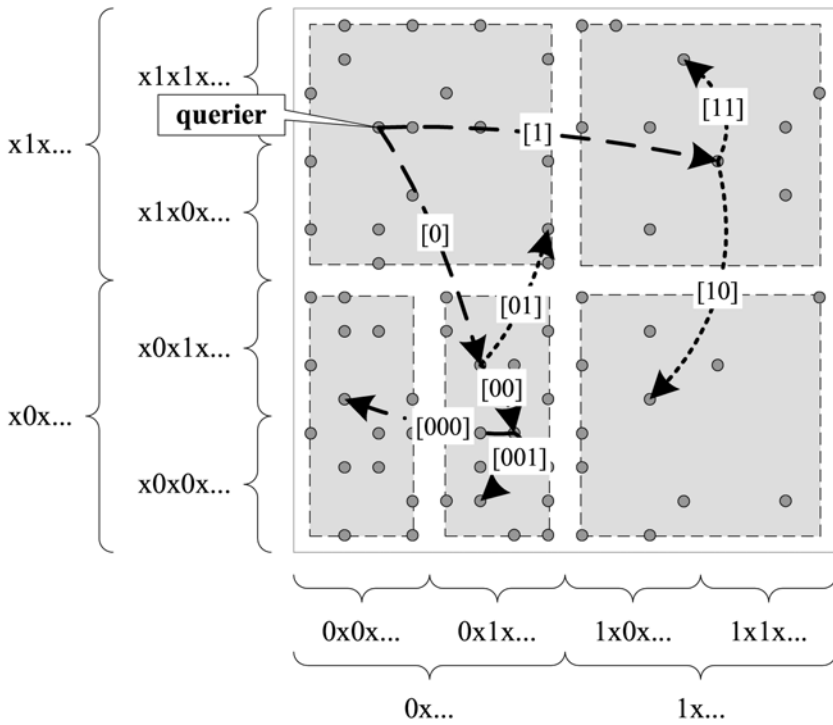 x1x1x...
querier
[11]
[1]
x1x...
x1x0x...
[0]
[10]
[01]
x0x1x...
[00]
x0x...
[000]
[001]
x0x0x...
0x0x...
0x1x...
1x0x...
1x1x...
0x...
1x...